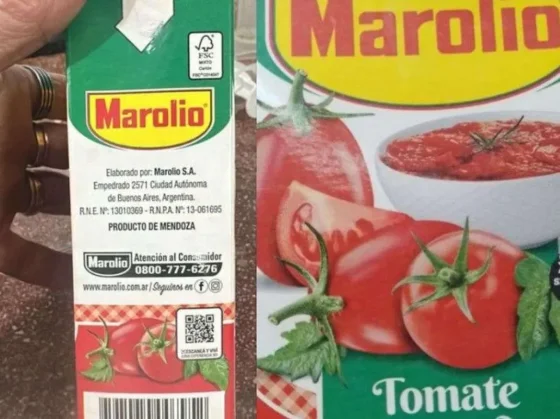 FSC
MIXTO
Marolio
Elaborado por: Marolio S.A.
Empedrado 2571 Ciudad Autónoma
de Buenos Aires, Argentina.
R.N.E. Nº: 13010369 - R.N.P.A. Nº: 13-061695
PRODUCTO DE MENDOZA
Marolio Atención al Consumidor
0800-777-6276
www.marolio.com.ar / Seguinos en
Marolio
Tomate